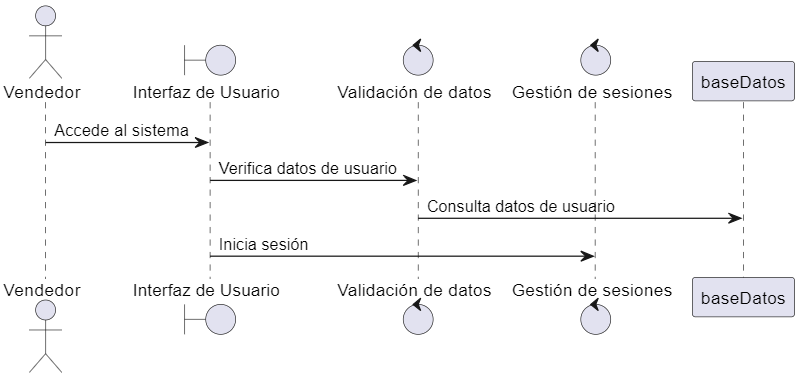 Vendedor
Interfaz de Usuario
Validación de datos
Gestión de sesiones
baseDatos
Accede al sistema
Verifica datos de usuario
Consulta datos de usuario
Inicia sesión
Vendedor
Interfaz de Usuario
Validación de datos
Gestión de sesiones
baseDatos